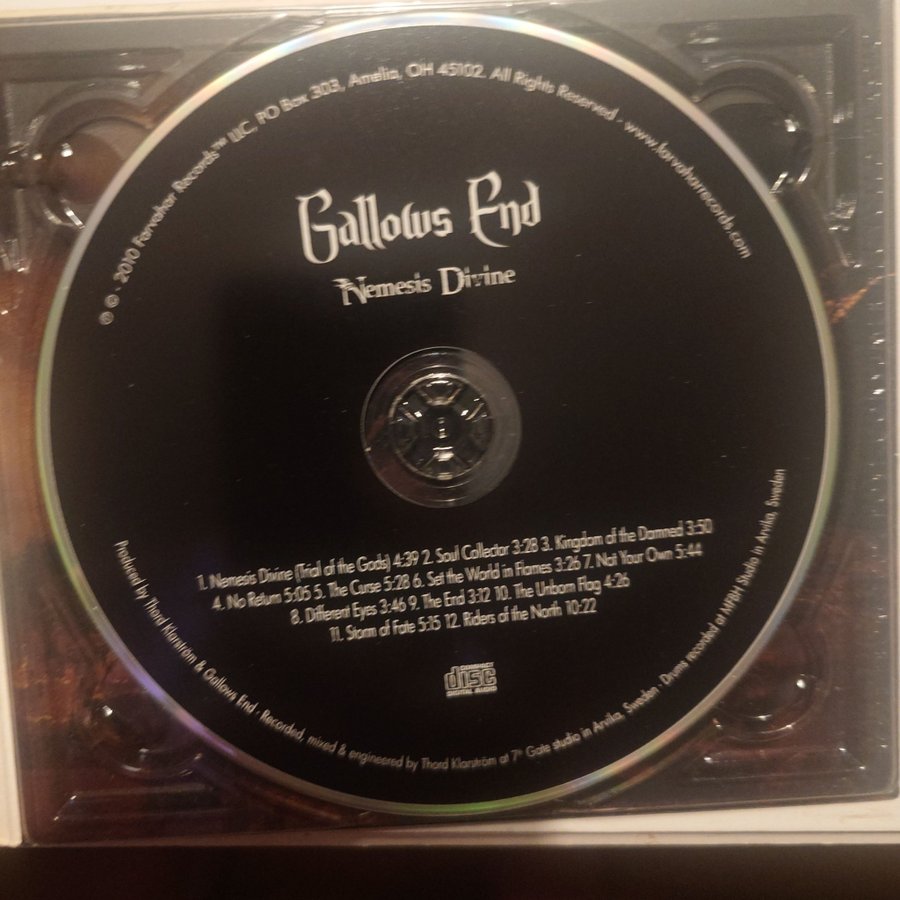 ℗ © · 2010 Farvahar Records™ LLC, PO Box 303, Amelia, OH 45102. All Rights Reserved · www.farvaharrecords.com
Gallows End
Nemesis Divine
1. Nemesis Divine (Trial of the Gods) 4:39 2. Soul Collector 3:28 3. Kingdom of the Damned 3:50
4. No Return 5:05 5. The Curse 5:28 6. Set the World in Flames 3:26 7. Not Your Own 5:44
8. Different Eyes 3:46 9. The End 3:12 10. The Unborn Flag 4:26
11. Storm of Fate 5:15 12. Riders of the North 10:22
COMPACT
disc
DIGITAL AUDIO
Produced by Thord Klarström & Gallows End · Recorded, mixed & engineered by Thord Klarström at 7th Gate studio in Arvika, Sweden · Drums recorded at MFBH Studio in Arvika, Sweden